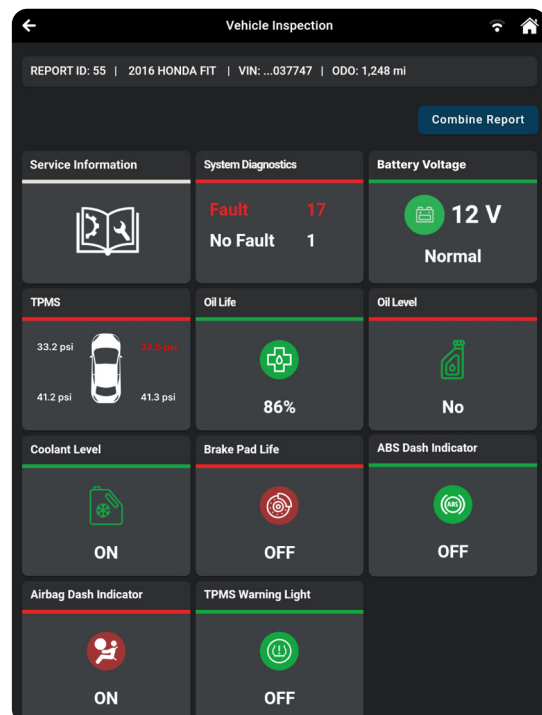 Vehicle Inspection
REPORT ID: 55 | 2016 HONDA FIT | VIN: ...037747 | ODO: 1,248 mi
Combine Report
Service Information
System Diagnostics
Battery Voltage
Fault 17
No Fault 1
12 V
Normal
TPMS
Oil Life
Oil Level
33.2 psi
41.2 psi
41.3 psi
86%
No
Coolant Level
Brake Pad Life
ABS Dash Indicator
ABS
ON
OFF
OFF
Airbag Dash Indicator
TPMS Warning Light
ON
OFF